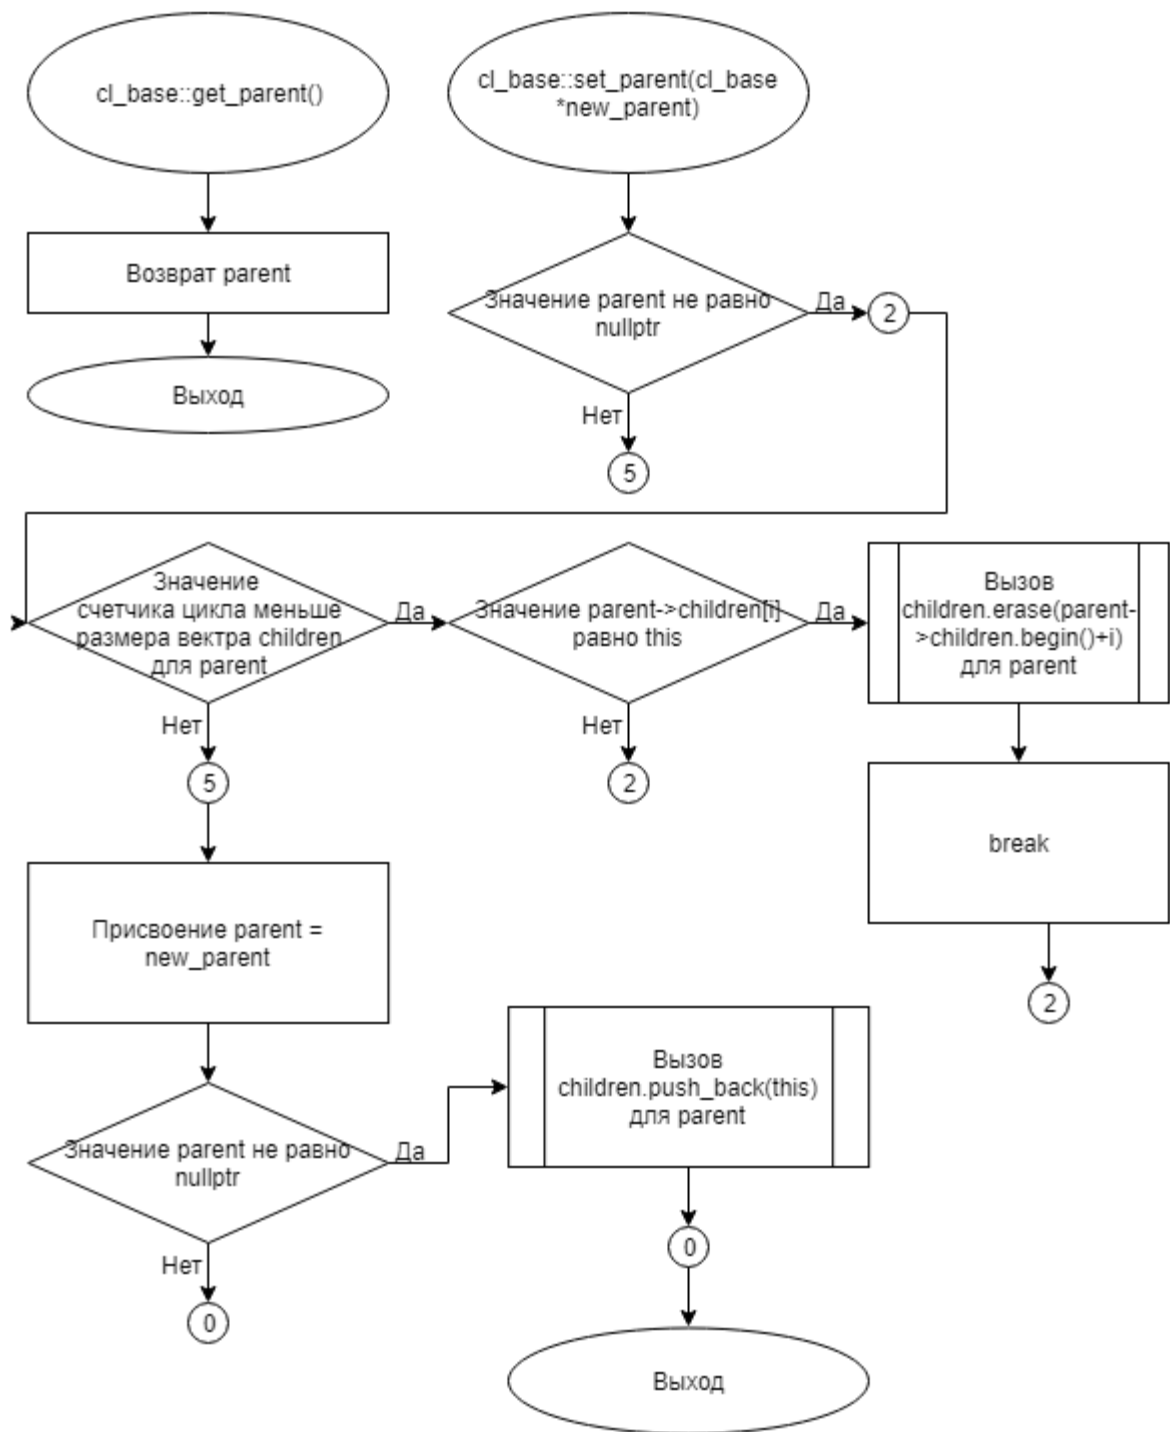 cl_base::get_parent()
Возврат parent
Выход
cl_base::set_parent(cl_base
*new_parent)
Значение parent не равно
nullptr
Да
2
Нет
5
Значение
счетчика цикла меньше
размера вектра children
для parent
Да
Нет
5
Значение parent->children[i]
равно this
Да
Нет
2
Вызов
children.erase(parent-
>children.begin()+i)
для parent
break
2
Присвоение parent =
new_parent
Значение parent не равно
nullptr
Да
Нет
0
Вызов
children.push_back(this)
для parent
0
Выход